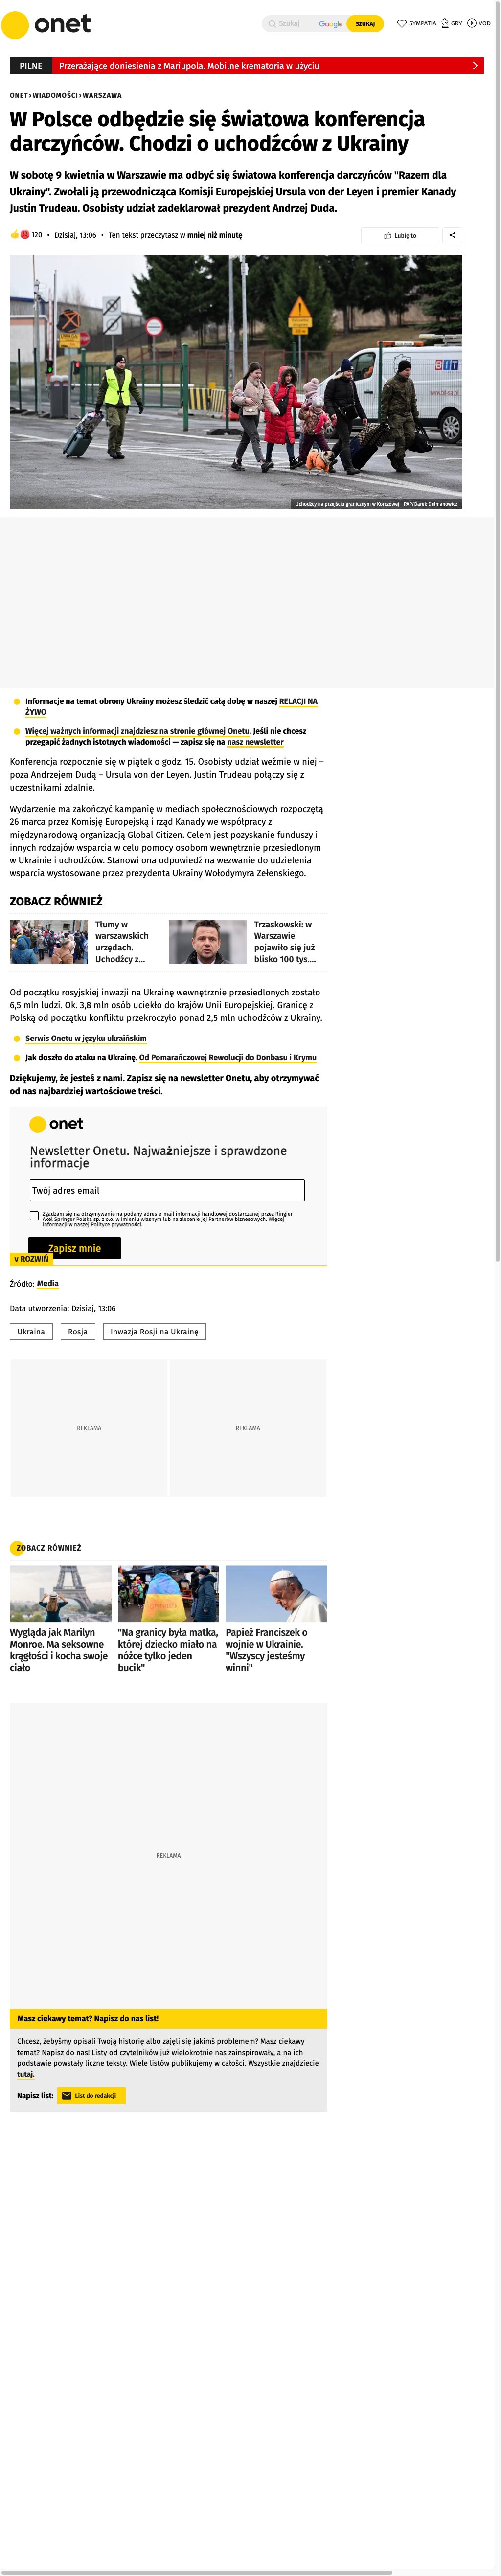 onet
Szukaj
Google
SZUKAJ
SYMPATIA
GRY
VOD
PILNE
Przerażające doniesienia z Mariupola. Mobilne krematoria w użyciu
ONET › WIADOMOŚCI › WARSZAWA
W Polsce odbędzie się światowa konferencja
darczyńców. Chodzi o uchodźców z Ukrainy
W sobotę 9 kwietnia w Warszawie ma odbyć się światowa konferencja darczyńców "Razem dla
Ukrainy". Zwołali ją przewodnicząca Komisji Europejskiej Ursula von der Leyen i premier Kanady
Justin Trudeau. Osobisty udział zadeklarował prezydent Andrzej Duda.
120 • Dzisiaj, 13:06 • Ten tekst przeczytasz w mniej niż minutę
Lubię to
BIT
Uchodźcy na przejściu granicznym w Korczowej - PAP/Darek Delmanowicz
Informacje na temat obrony Ukrainy możesz śledzić całą dobę w naszej RELACJI NA
ŻYWO
Więcej ważnych informacji znajdziesz na stronie głównej Onetu. Jeśli nie chcesz
przegapić żadnych istotnych wiadomości — zapisz się na nasz newsletter
Konferencja rozpocznie się w piątek o godz. 15. Osobisty udział weźmie w niej –
poza Andrzejem Dudą – Ursula von der Leyen. Justin Trudeau połączy się z
uczestnikami zdalnie.
Wydarzenie ma zakończyć kampanię w mediach społecznościowych rozpoczętą
26 marca przez Komisję Europejską i rząd Kanady we współpracy z
międzynarodową organizacją Global Citizen. Celem jest pozyskanie funduszy i
innych rodzajów wsparcia w celu pomocy osobom wewnętrznie przesiedlonym
w Ukrainie i uchodźców. Stanowi ona odpowiedź na wezwanie do udzielenia
wsparcia wystosowane przez prezydenta Ukrainy Wołodymyra Zełenskiego.
ZOBACZ RÓWNIEŻ
Tłumy w
warszawskich
urzędach.
Uchodźcy z...
Trzaskowski: w
Warszawie
pojawiło się już
blisko 100 tys....
Od początku rosyjskiej inwazji na Ukrainę wewnętrznie przesiedlonych zostało
6,5 mln ludzi. Ok. 3,8 mln osób uciekło do krajów Unii Europejskiej. Granicę z
Polską od początku konfliktu przekroczyło ponad 2,5 mln uchodźców z Ukrainy.
Serwis Onetu w języku ukraińskim
Jak doszło do ataku na Ukrainę. Od Pomarańczowej Rewolucji do Donbasu i Krymu
Dziękujemy, że jesteś z nami. Zapisz się na newsletter Onetu, aby otrzymywać
od nas najbardziej wartościowe treści.
onet
Newsletter Onetu. Najważniejsze i sprawdzone
informacje
Twój adres email
Zgadzam się na otrzymywanie na podany adres e-mail informacji handlowej dostarczanej przez Ringier
Axel Springer Polska sp. z o.o. w imieniu własnym lub na zlecenie jej Partnerów biznesowych. Więcej
informacji w naszej Polityce prywatności.
Zapisz mnie
v ROZWIŃ
Źródło: Media
Data utworzenia: Dzisiaj, 13:06
Ukraina
Rosja
Inwazja Rosji na Ukrainę
REKLAMA
REKLAMA
ZOBACZ RÓWNIEŻ
Wygląda jak Marilyn
Monroe. Ma seksowne
krągłości i kocha swoje
ciało
"Na granicy była matka,
której dziecko miało na
nóżce tylko jeden
bucik"
Papież Franciszek o
wojnie w Ukrainie.
"Wszyscy jesteśmy
winni"
REKLAMA
Masz ciekawy temat? Napisz do nas list!
Chcesz, żebyśmy opisali Twoją historię albo zajęli się jakimś problemem? Masz ciekawy
temat? Napisz do nas! Listy od czytelników już wielokrotnie nas zainspirowały, a na ich
podstawie powstały liczne teksty. Wiele listów publikujemy w całości. Wszystkie znajdziecie
tutaj.
Napisz list:
List do redakcji